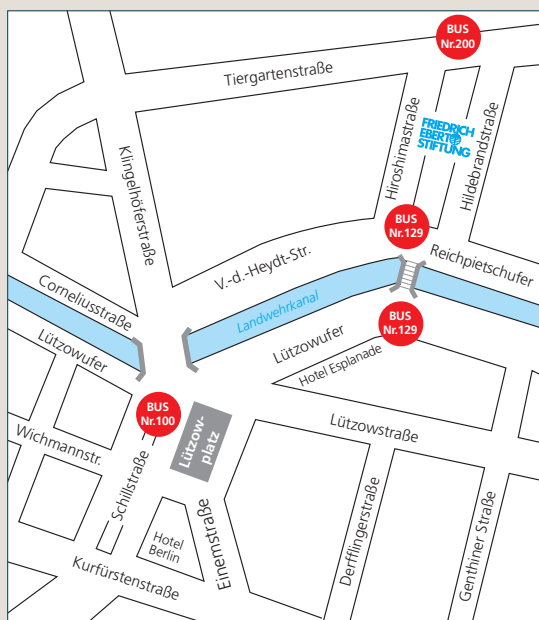 BUS
Nr.200
Tiergartenstraße
FRIEDRICH
EBERT
STIFTUNG
Hiroshimastraße
Hildebrandstraße
Klingelhöferstraße
BUS
Nr.129
Reichpietschufer
V.-d.-Heydt-Str.
Corneliusstraße
Landwehrkanal
Lützowufer
BUS
Nr.129
Lützowufer
Hotel Esplanade
BUS
Nr.100
Lützowstraße
Wichmannstr.
Lützow-
platz
Schillstraße
Hotel
Berlin
Einemstraße
Derfflingerstraße
Genthiner Straße
Kurfürstenstraße